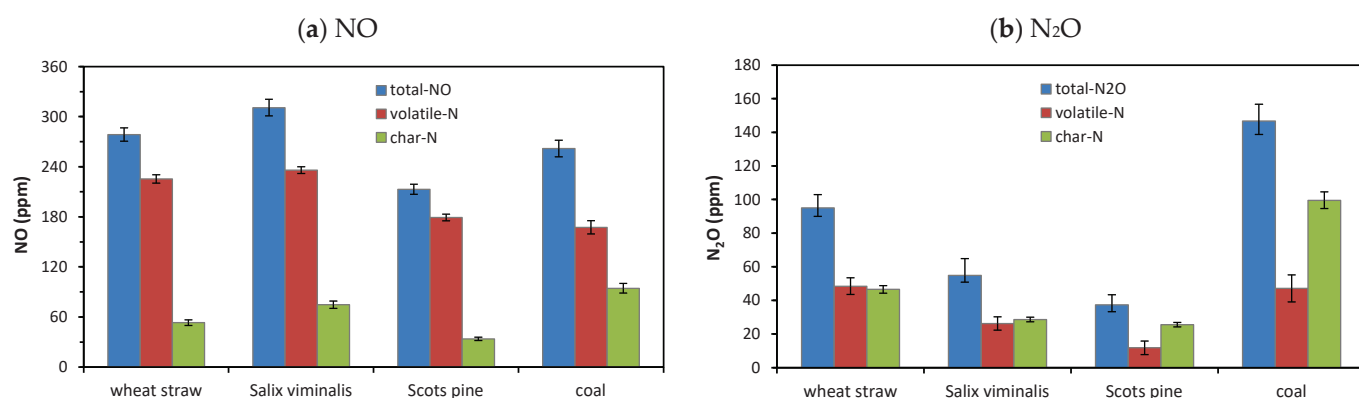 (a) NO
360
300
240
180
120
60
0
NO (ppm)
total-NO
volatile-N
char-N
wheat straw Salix viminalis Scots pine coal
(b) N₂O
180
160
140
120
100
80
60
40
20
0
N₂O (ppm)
total-N2O
volatile-N
char-N
wheat straw Salix viminalis Scots pine coal